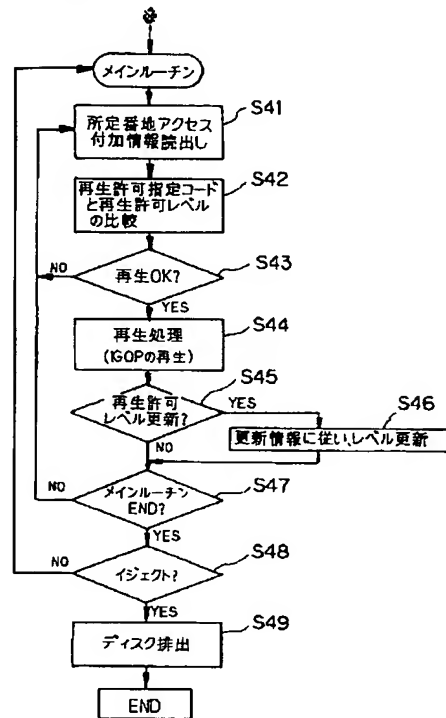 メインルーチン
S41
所定番地アクセス
付加情報読出し
S42
再生許可指定コード
と再生許可レベル
の比較
S43
再生OK?
NO
YES
S44
再生処理
(1GOPの再生)
S45
再生許可
レベル更新?
YES
NO
S46
更新情報に従い、レベル更新
S47
メインルーチン
END?
NO
YES
S48
イジェクト?
NO
YES
S49
ディスク排出
END